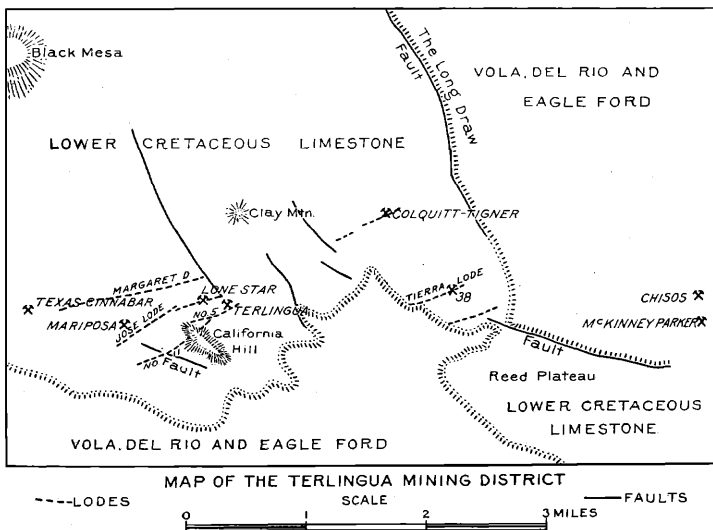 Black Mesa
The Long Draw
Fault
VOLA, DEL RIO AND
EAGLE FORD
LOWER CRETACEOUS LIMESTONE
Clay Mtn.
COLQUITT-TIGNER
MARGARET D
LONE STAR
TIERRA LODE
38
TEXAS CINNABAR
MARIPOSA
JOSE LODE
NO. 5
TERLINGUA
California
Hill
NO
Fault
CHISOS
McKINNEY PARKER
Fault
Reed Plateau
LOWER CRETACEOUS
LIMESTONE
VOLA, DEL RIO AND EAGLE FORD
MAP OF THE TERLINGUA MINING DISTRICT
LODES
SCALE
FAULTS
0 1 2 3 MILES